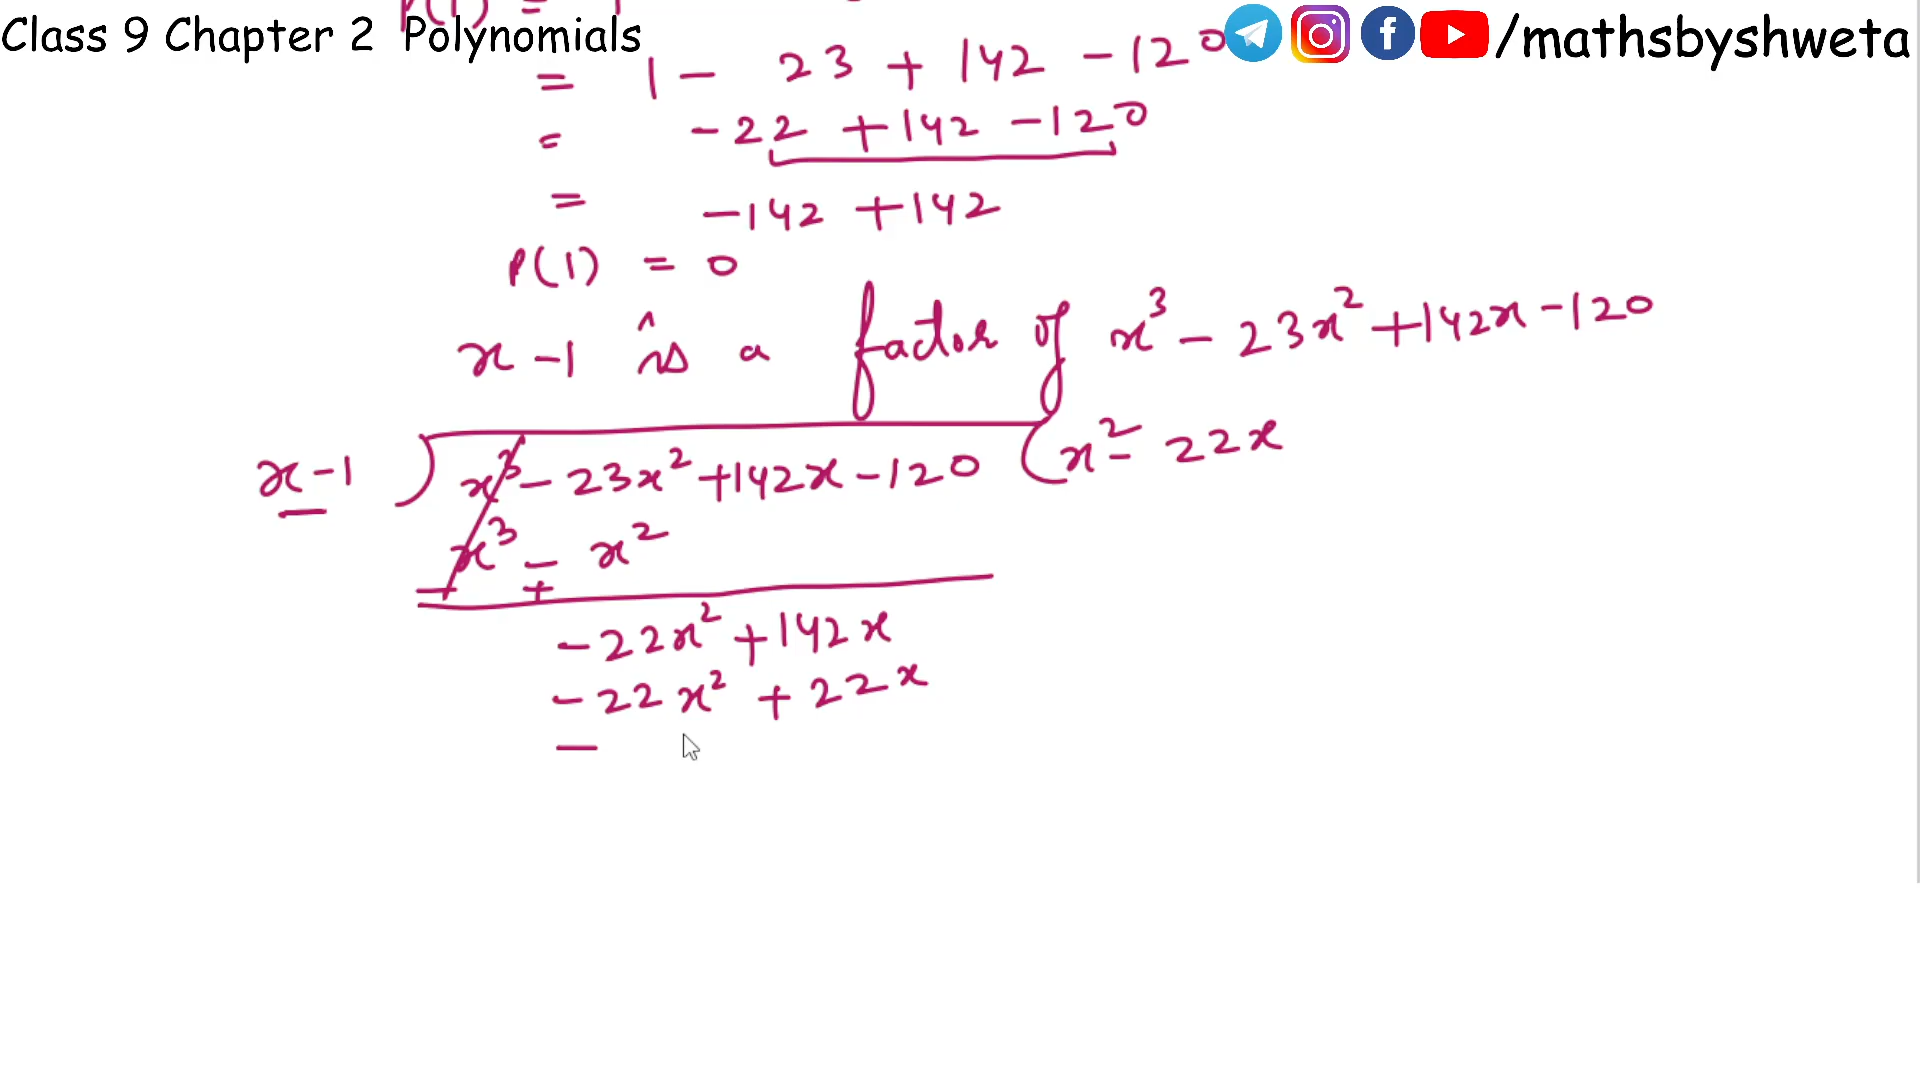 P(1) =
Class 9 Chapter 2 Polynomials /mathsbyshweta
= 1 - 23 + 142 - 120
= -22 + 142 - 120
= -142 + 142
P(1) = 0
x - 1 is a factor of x³ - 23x² + 142x - 120
x - 1 ) x³ - 23x² + 142x - 120 ( x² - 22x
x³ - x²
- +
-22x² + 142x
-22x² + 22x
-